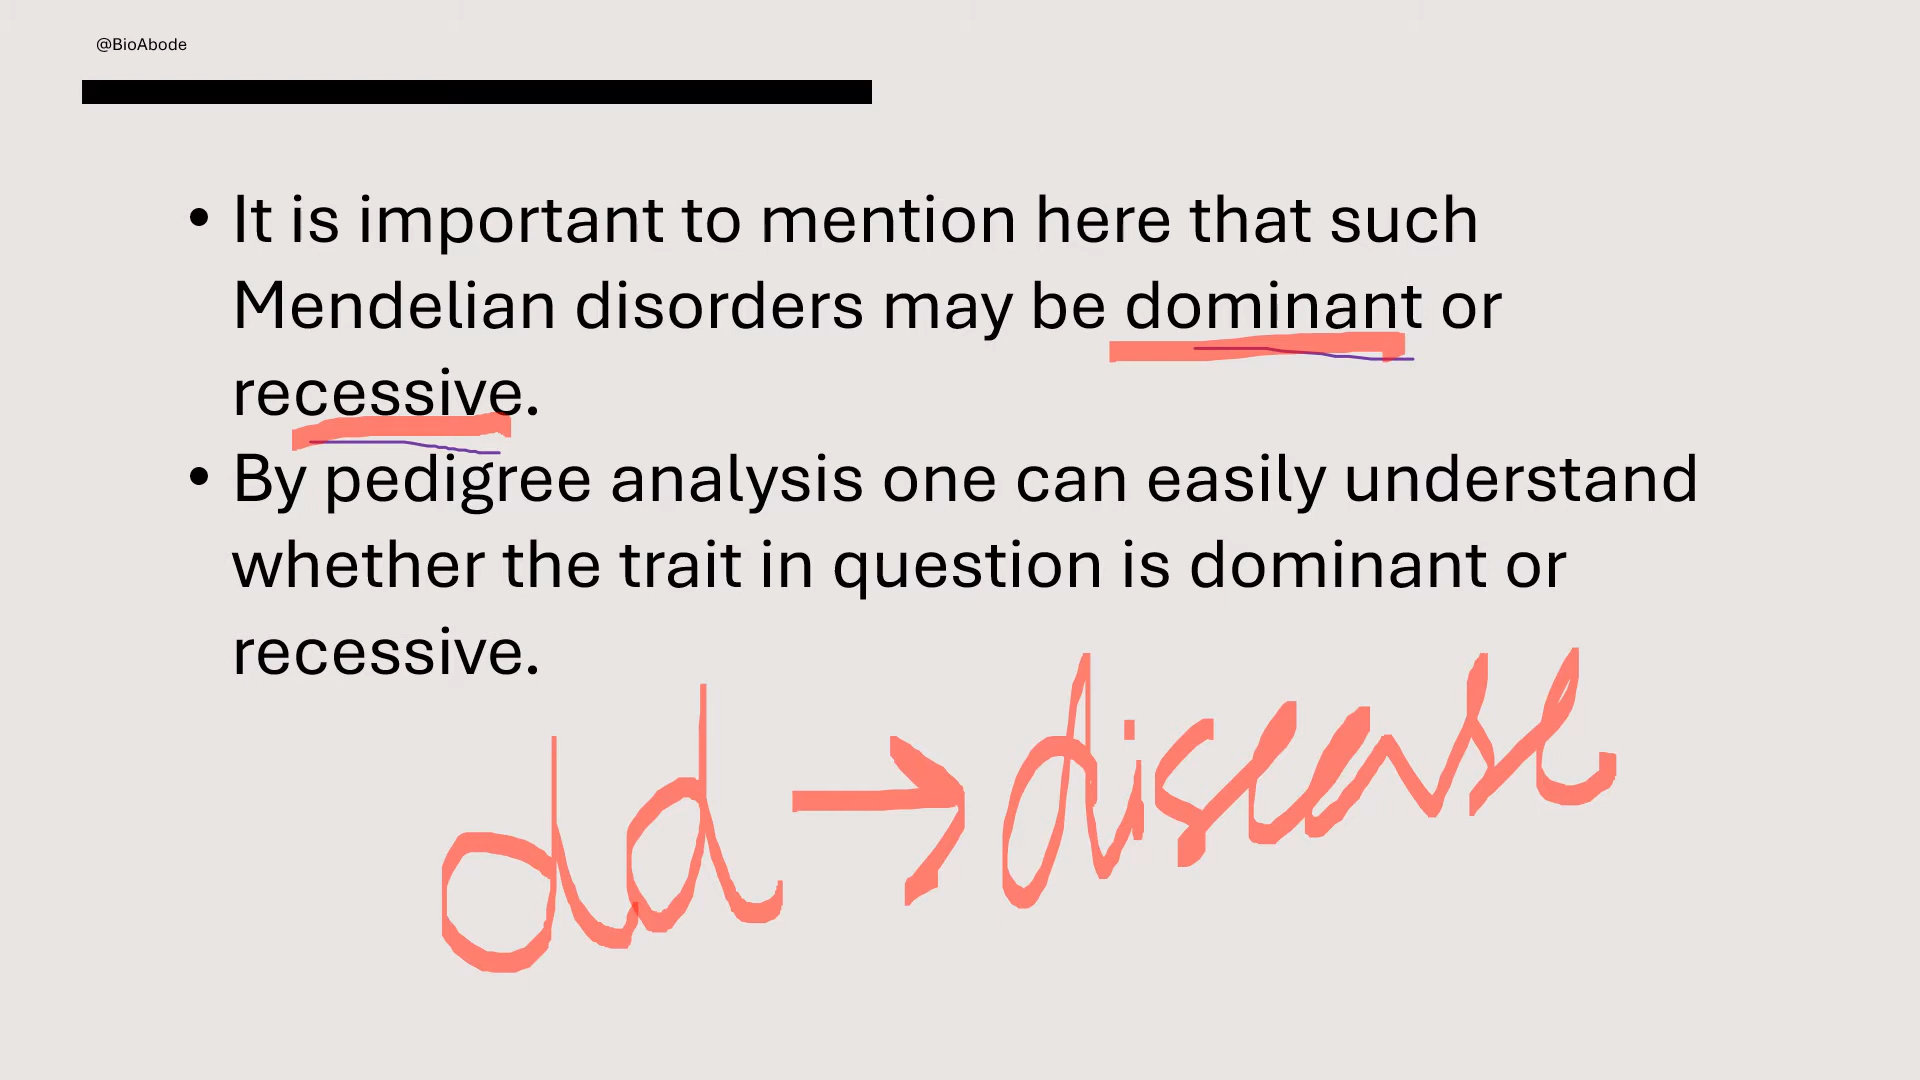 @BioAbode
• It is important to mention here that such
Mendelian disorders may be dominant or
recessive.
• By pedigree analysis one can easily understand
whether the trait in question is dominant or
recessive.
dd → disease